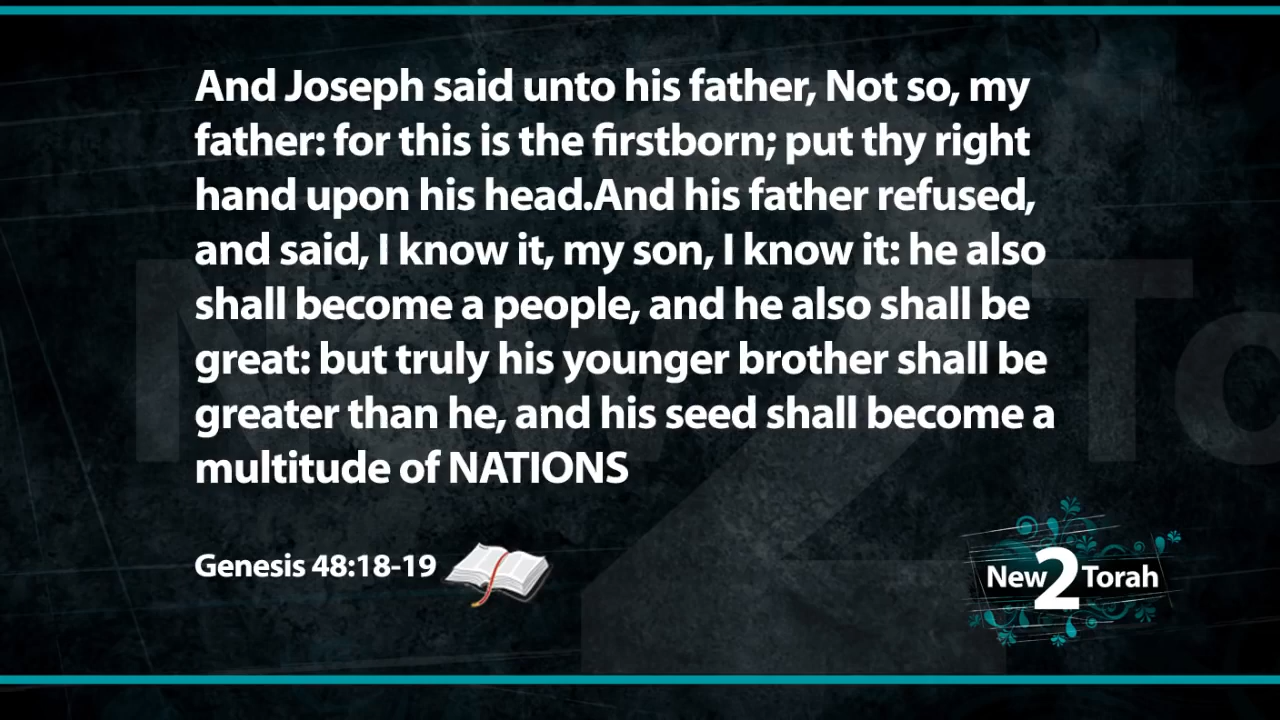 And Joseph said unto his father, Not so, my
father: for this is the firstborn; put thy right
hand upon his head.And his father refused,
and said, I know it, my son, I know it: he also
shall become a people, and he also shall be
great: but truly his younger brother shall be
greater than he, and his seed shall become a
multitude of NATIONS
Genesis 48:18-19
New2Torah